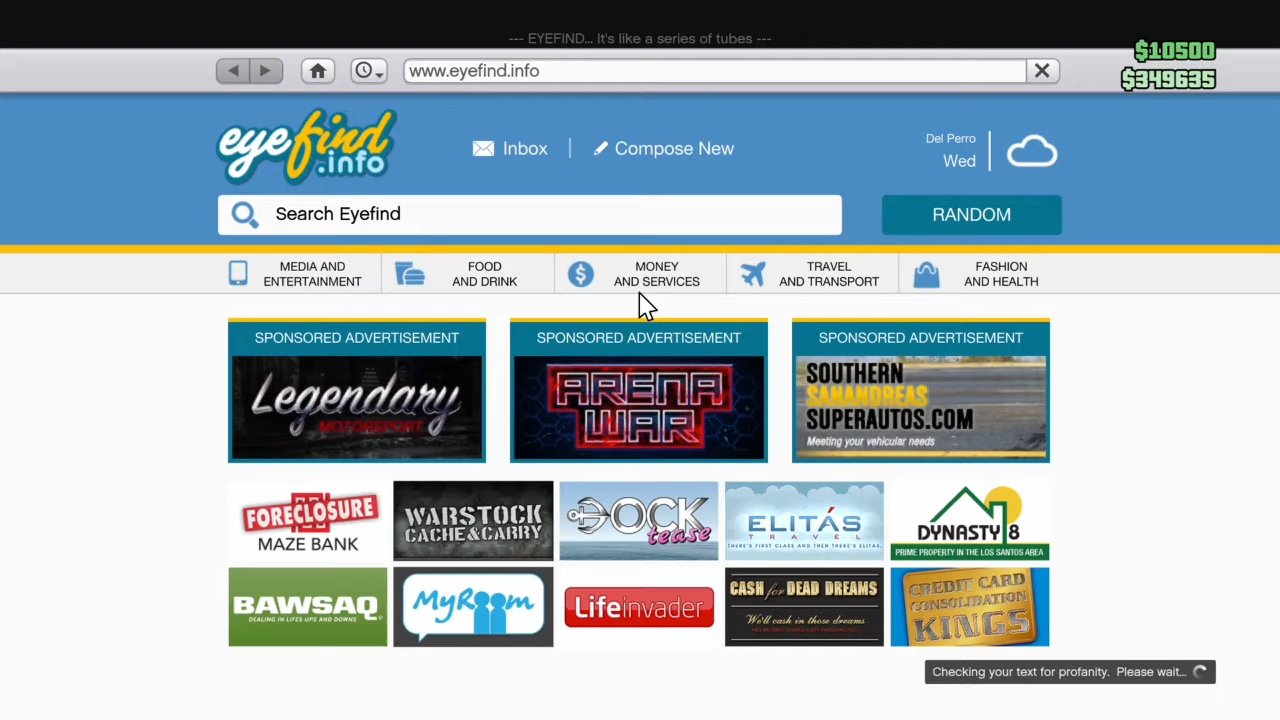 --- EYEFIND... It's like a series of tubes ---
$10500
www.eyefind.info
$349635
eyefind
.info
Inbox
Compose New
Del Perro
Wed
Search Eyefind
RANDOM
MEDIA AND
ENTERTAINMENT
FOOD
AND DRINK
MONEY
AND SERVICES
TRAVEL
AND TRANSPORT
FASHION
AND HEALTH
SPONSORED ADVERTISEMENT
Legendary
MOTORSPORT
SPONSORED ADVERTISEMENT
ARENA
WAR
SPONSORED ADVERTISEMENT
SOUTHERN
SANANDREAS
SUPERAUTOS.COM
Meeting your vehicular needs
FORECLOSURE
MAZE BANK
WARSTOCK
CACHE&CARRY
DOCK
tease
ELITÁS
TRAVEL
THERE'S FIRST CLASS AND THEN THERE'S ELITAS.
DYNASTY 8
PRIME PROPERTY IN THE LOS SANTOS AREA
BAWSAQ
DEALING IN LIFES UPS AND DOWNS
MyRoom
Lifeinvader
CASH for DEAD DREAMS
We'll cash in those dreams
CREDIT CARD
CONSOLIDATION
KINGS
Checking your text for profanity. Please wait...